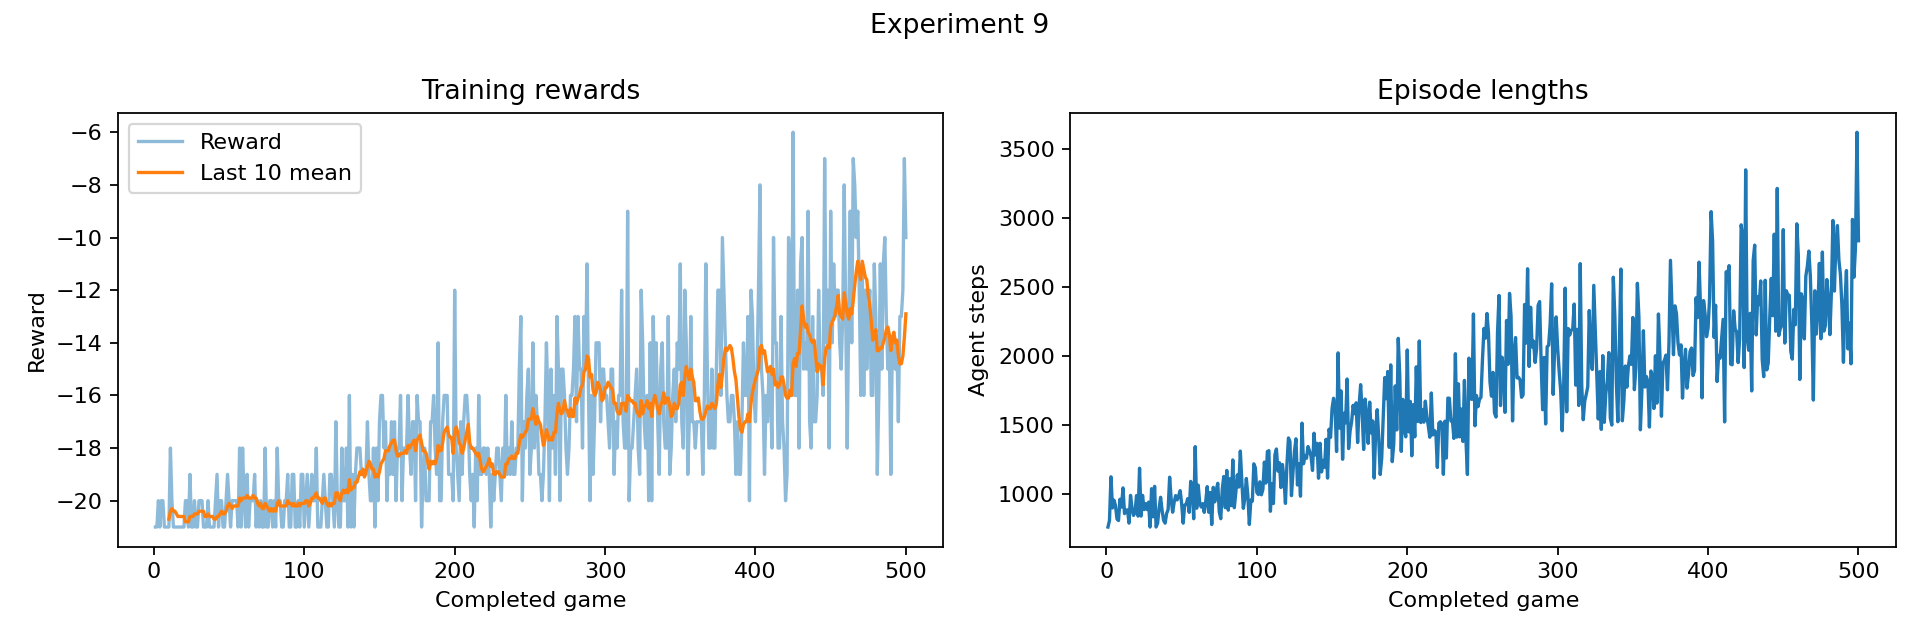 Experiment 9
Training rewards
Reward
Last 10 mean
−6
−8
−10
−12
−14
−16
−18
−20
Reward
0 100 200 300 400 500
Completed game
Episode lengths
3500
3000
2500
2000
1500
1000
Agent steps
0 100 200 300 400 500
Completed game